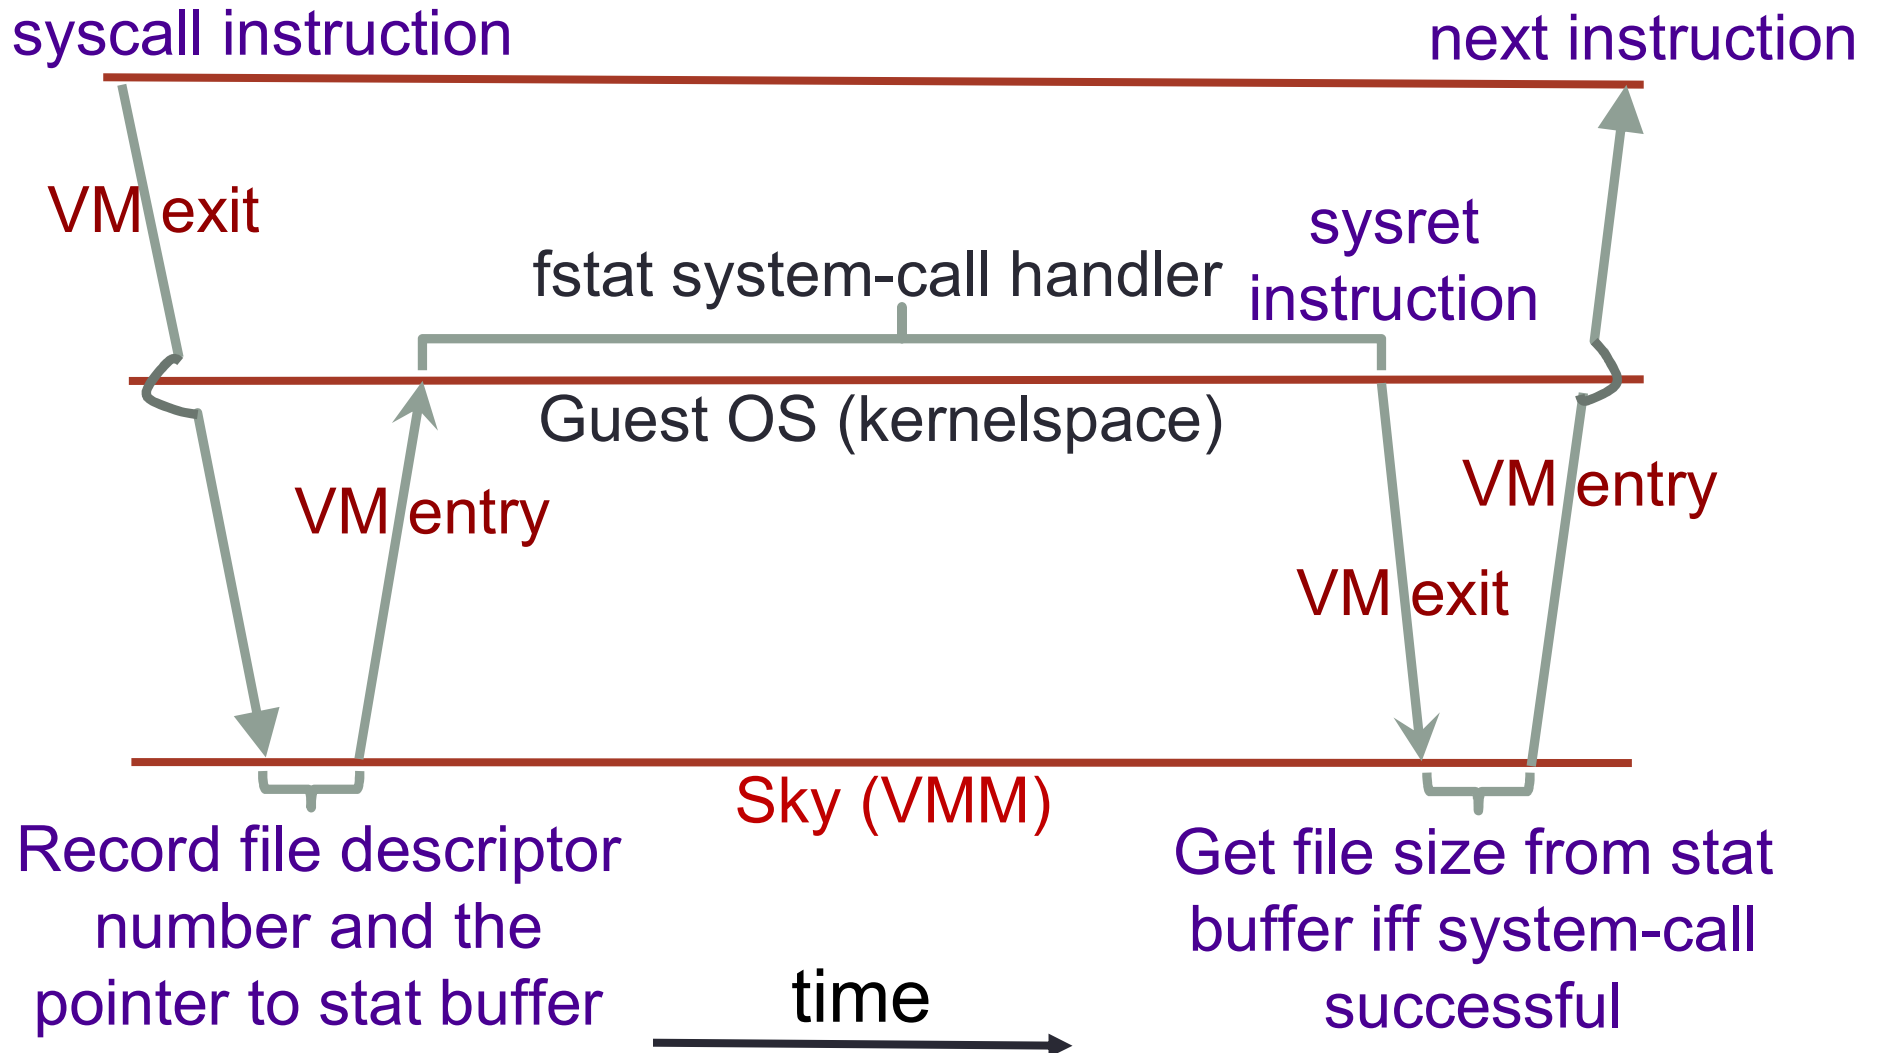 syscall instruction
next instruction
VM exit
sysret
instruction
fstat system-call handler
Guest OS (kernelspace)
VM entry
VM entry
VM exit
Sky (VMM)
Record file descriptor
number and the
pointer to stat buffer
Get file size from stat
buffer iff system-call
successful
time